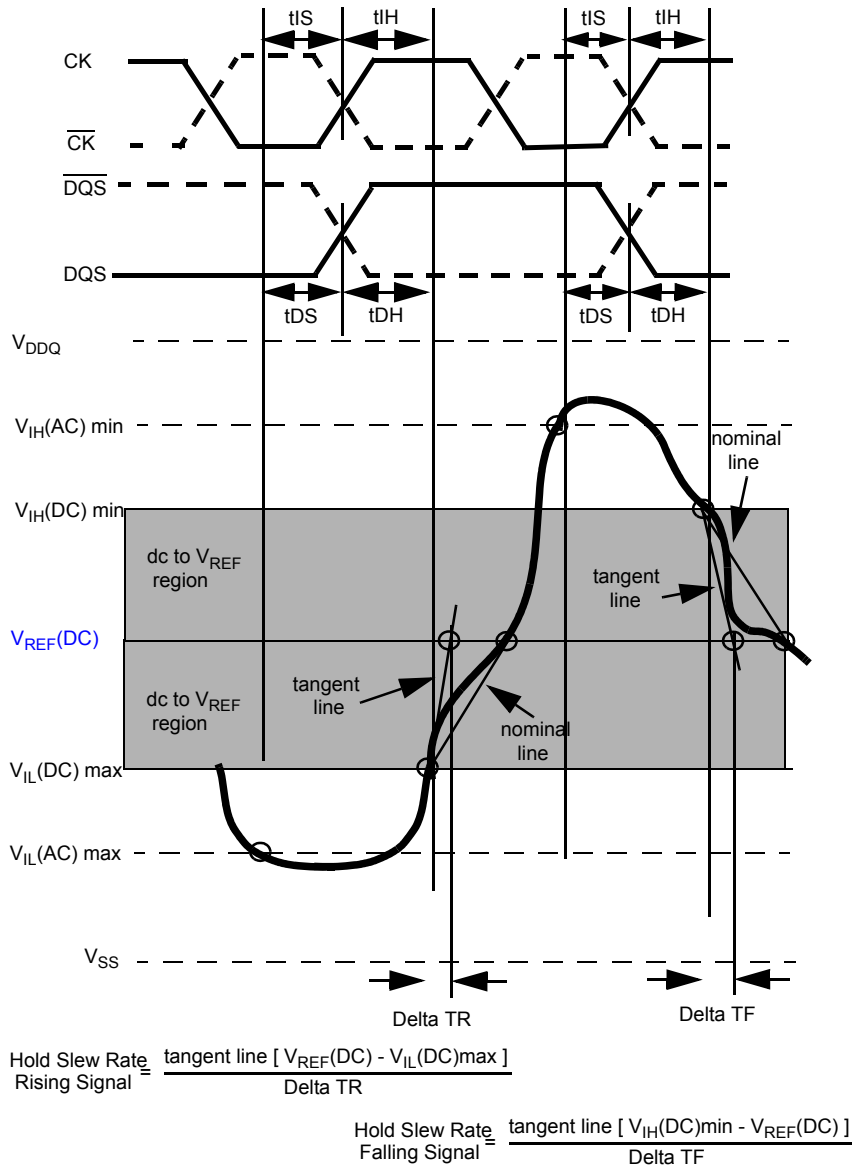 tIS tIH tIS tIH
CK
CK
DQS
DQS
tDS tDH tDS tDH
VDDQ
VIH(AC) min
nominal
line
VIH(DC) min
dc to VREF
region
tangent
line
VREF(DC)
dc to VREF
region
tangent
line
nominal
line
VIL(DC) max
VIL(AC) max
VSS
Delta TR
Delta TF
Hold Slew Rate
Rising Signal
=
tangent line [ VREF(DC) - VIL(DC)max ]
Delta TR
Hold Slew Rate
Falling Signal
=
tangent line [ VIH(DC)min - VREF(DC) ]
Delta TF